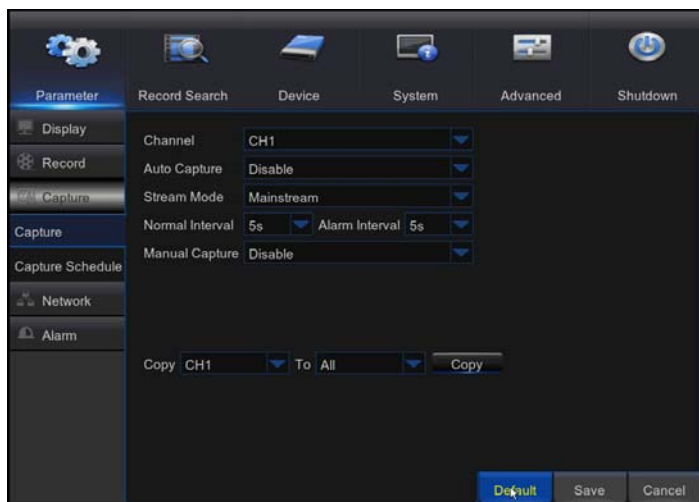 Parameter Record Search Device System Advanced Shutdown
Display
Record
Capture
Capture
Capture Schedule
Network
Alarm
Channel CH1
Auto Capture Disable
Stream Mode Mainstream
Normal Interval 5s Alarm Interval 5s
Manual Capture Disable
Copy CH1 To All Copy
Default Save Cancel